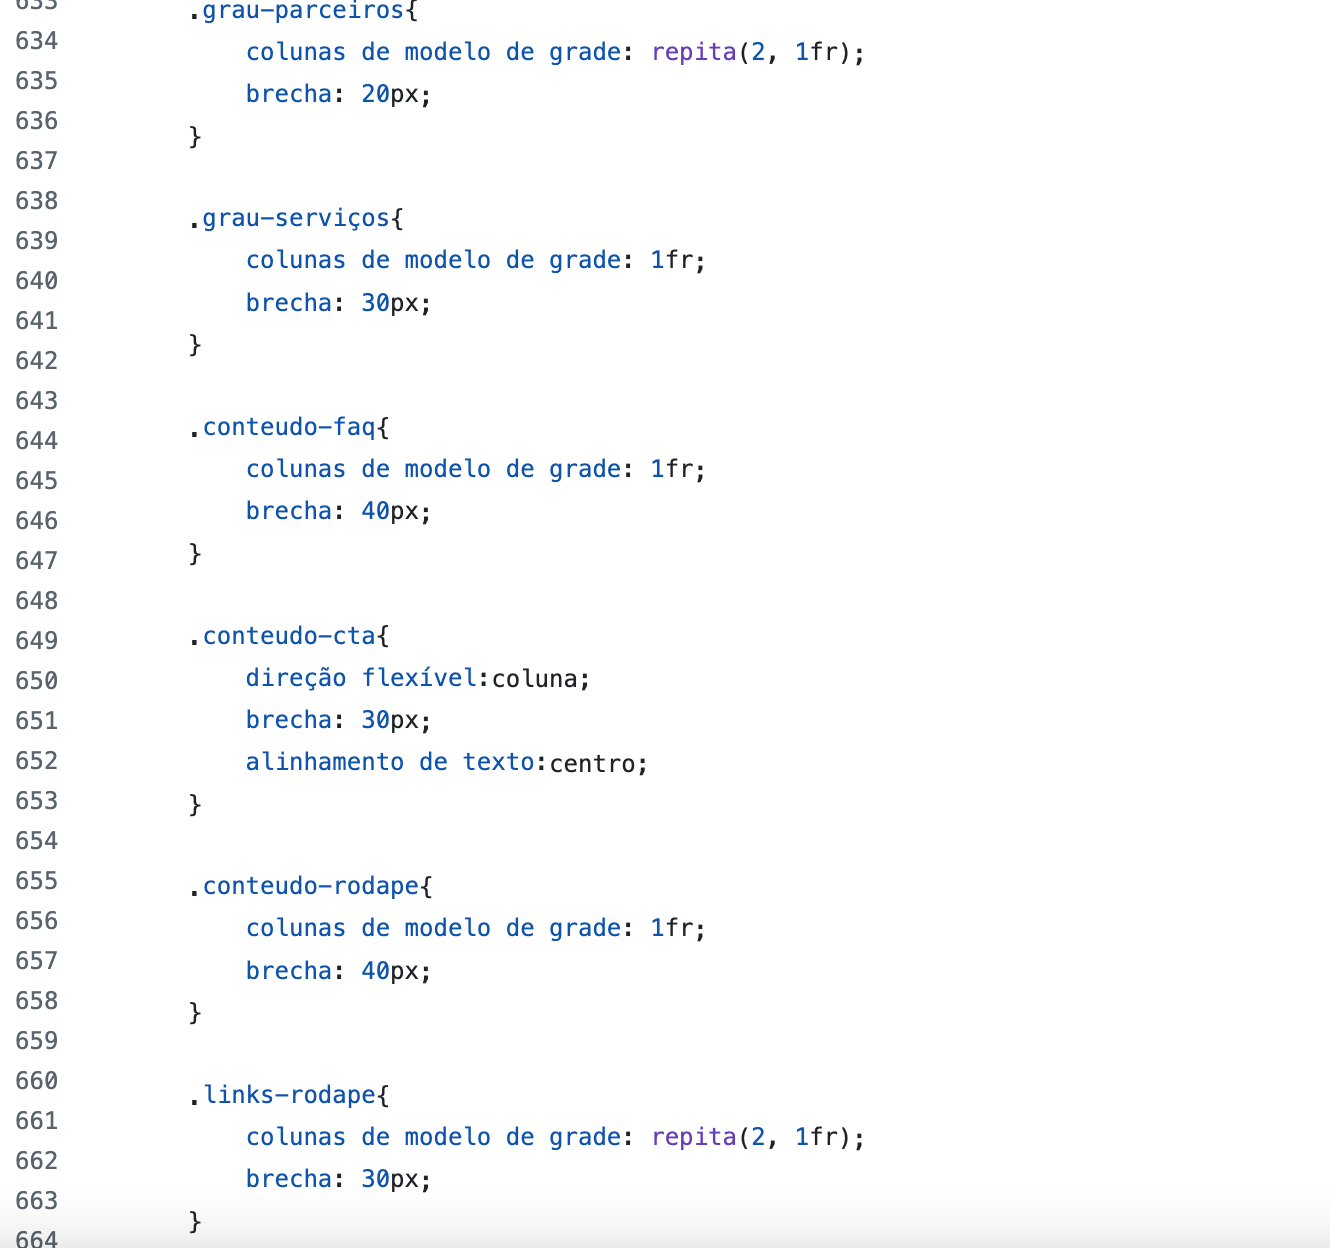 633
.grau-parceiros{
634
colunas de modelo de grade: repita(2, 1fr);
635
brecha: 20px;
636
}
637
638
.grau-serviços{
639
colunas de modelo de grade: 1fr;
640
brecha: 30px;
641
}
642
643
.conteudo-faq{
644
colunas de modelo de grade: 1fr;
645
brecha: 40px;
646
}
647
648
.conteudo-cta{
649
direção flexível:coluna;
650
brecha: 30px;
651
alinhamento de texto:centro;
652
}
653
654
.conteudo-rodape{
655
colunas de modelo de grade: 1fr;
656
brecha: 40px;
657
}
658
659
.links-rodape{
660
colunas de modelo de grade: repita(2, 1fr);
661
brecha: 30px;
662
}
663
664